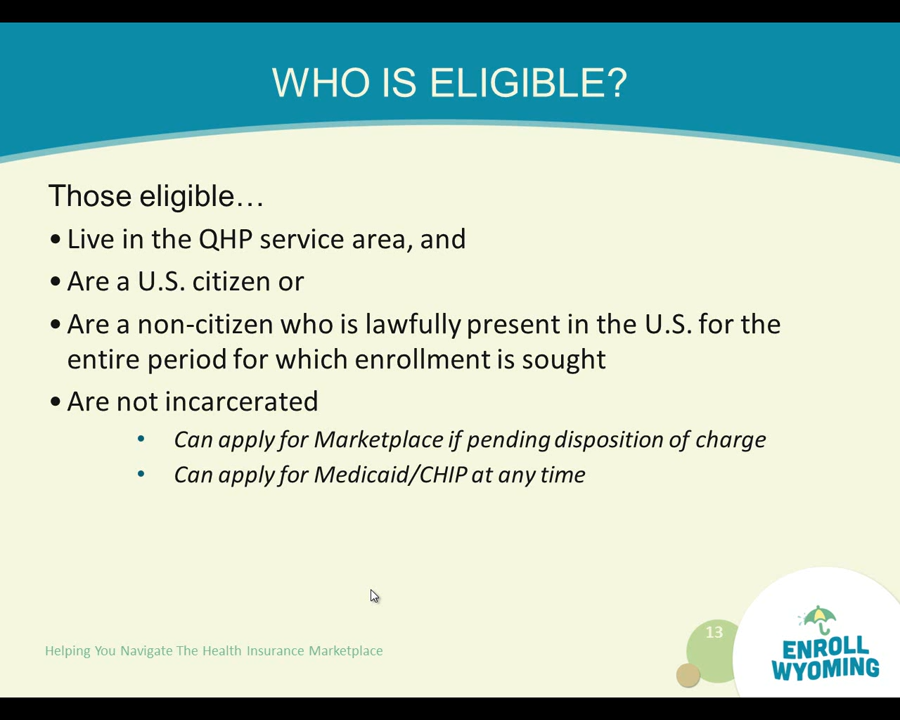 WHO IS ELIGIBLE?
Those eligible…
•Live in the QHP service area, and
•Are a U.S. citizen or
•Are a non-citizen who is lawfully present in the U.S. for the
entire period for which enrollment is sought
•Are not incarcerated
• Can apply for Marketplace if pending disposition of charge
• Can apply for Medicaid/CHIP at any time
Helping You Navigate The Health Insurance Marketplace
13
ENROLL
WYOMING